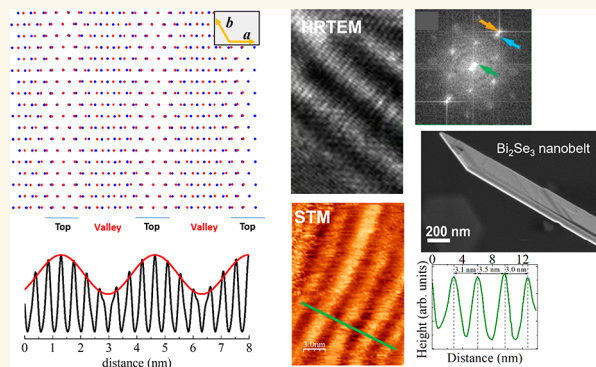 b
a
Top Valley Top Valley Top
0 1 2 3 4 5 6 7 8
distance (nm)
HRTEM
STM
3.0nm
Bi₂Se₃ nanobelt
200 nm
0 4 8 12
3.1 nm 3.5 nm 3.0 nm
Height (arb. units)
Distance (nm)